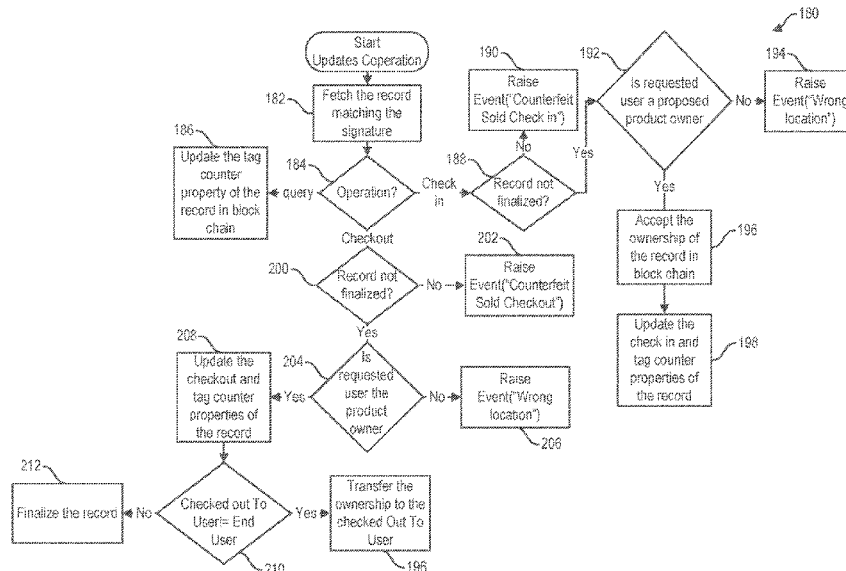 180
Start
Updates Coperation
182
Fetch the record
matching the
signature
184
Operation?
query
186
Update the tag
counter
property of the
record in block
chain
Check
in
188
Record not
finalized?
No
190
Raise
Event("Counterfeit
Sold Check in")
Yes
192
Is requested
user a proposed
product owner
No
194
Raise
Event("Wrong
location")
Yes
196
Accept the
ownership of
the record in
block chain
198
Update the
check in and
tag counter
properties of
the record
Checkout
200
Record not
finalized?
No
202
Raise
Event("Counterfeit
Sold Checkout")
Yes
204
Is
requested
user the
product
owner
No
Raise
Event("Wrong
location")
206
Yes
208
Update the
checkout and
tag counter
properties of
the record
Checked out To
User!= End
User
210
No
212
Finalize the record
Yes
Transfer the
ownership to the
checked Out To
User
196